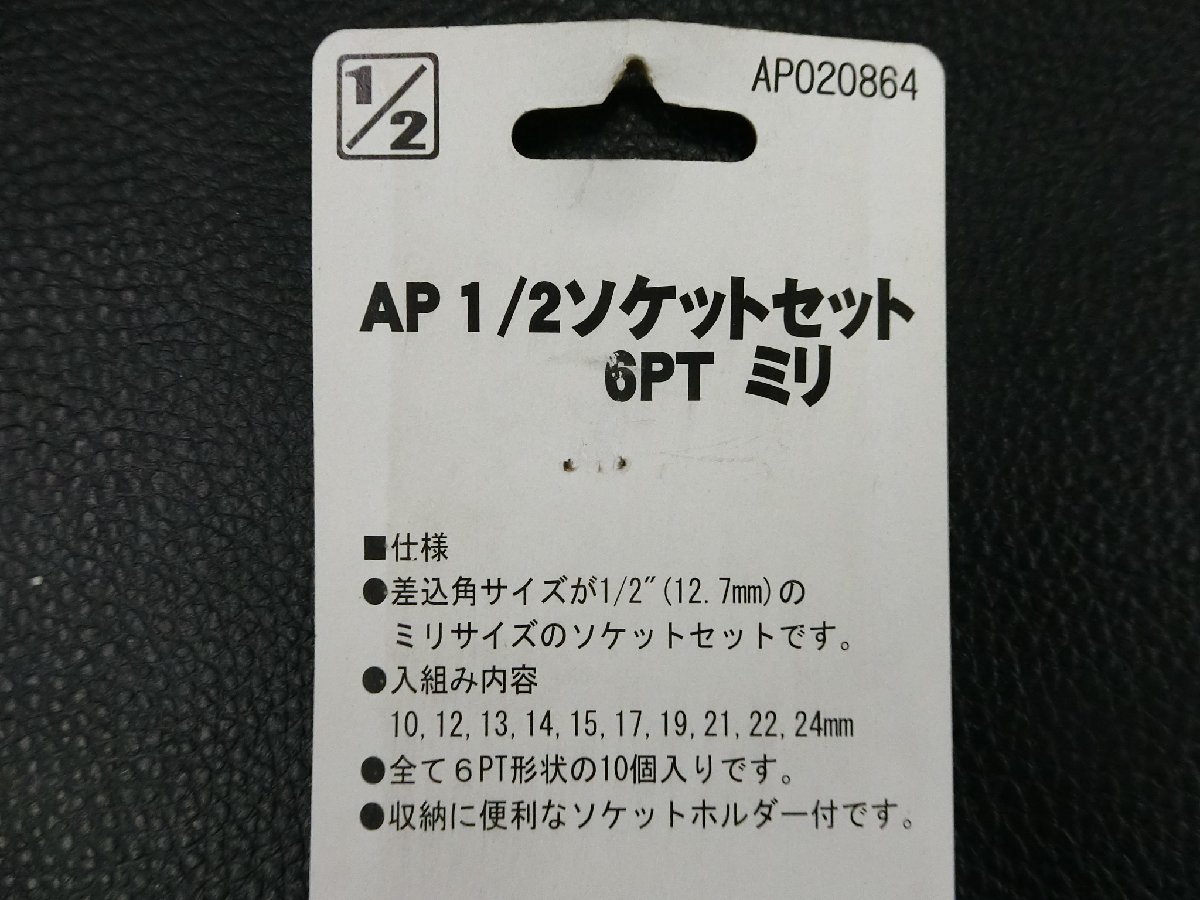 1/2
AP020864
AP 1/2ソケットセット
6PT ミリ
■仕様
●差込角サイズが1/2″(12.7mm)の
ミリサイズのソケットセットです。
●入組み内容
10,12,13,14,15,17,19,21,22,24mm
●全て6PT形状の10個入りです。
●収納に便利なソケットホルダー付です。